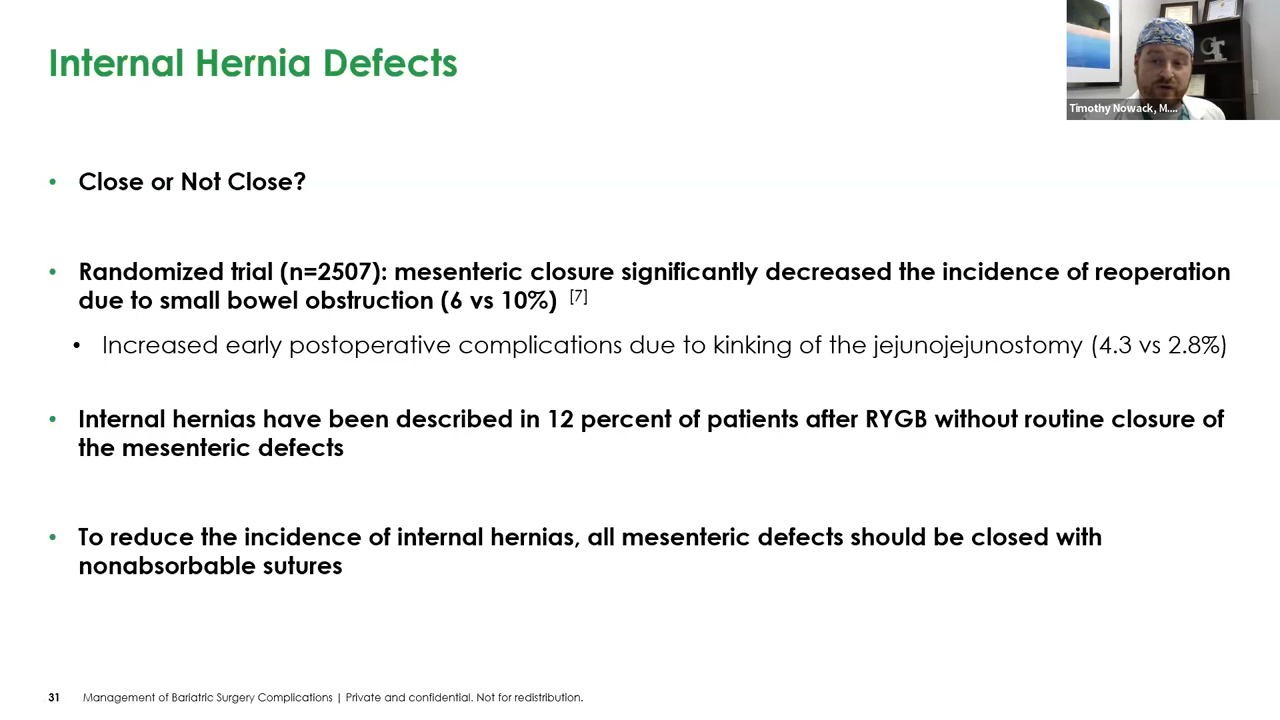 Internal Hernia Defects
Timothy Nowack, M....
• Close or Not Close?
• Randomized trial (n=2507): mesenteric closure significantly decreased the incidence of reoperation
due to small bowel obstruction (6 vs 10%) [7]
• Increased early postoperative complications due to kinking of the jejunojejunostomy (4.3 vs 2.8%)
• Internal hernias have been described in 12 percent of patients after RYGB without routine closure of
the mesenteric defects
• To reduce the incidence of internal hernias, all mesenteric defects should be closed with
nonabsorbable sutures
31 Management of Bariatric Surgery Complications | Private and confidential. Not for redistribution.